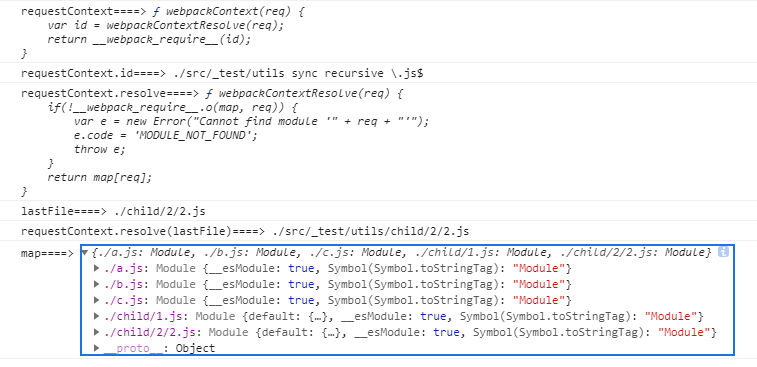 requestContext====> ƒ webpackContext(req) {
var id = webpackContextResolve(req);
return __webpack_require__(id);
}
requestContext.id====> ./src/_test/utils sync recursive \.js$
requestContext.resolve====> ƒ webpackContextResolve(req) {
if(!__webpack_require__.o(map, req)) {
var e = new Error("Cannot find module '" + req + "'");
e.code = 'MODULE_NOT_FOUND';
throw e;
}
return map[req];
}
lastFile====> ./child/2/2.js
requestContext.resolve(lastFile)====> ./src/_test/utils/child/2/2.js
map====> ▼{./a.js: Module, ./b.js: Module, ./c.js: Module, ./child/1.js: Module, ./child/2/2.js: Module} i
▶./a.js: Module {__esModule: true, Symbol(Symbol.toStringTag): "Module"}
▶./b.js: Module {__esModule: true, Symbol(Symbol.toStringTag): "Module"}
▶./c.js: Module {__esModule: true, Symbol(Symbol.toStringTag): "Module"}
▶./child/1.js: Module {default: {…}, __esModule: true, Symbol(Symbol.toStringTag): "Module"}
▶./child/2/2.js: Module {default: {…}, __esModule: true, Symbol(Symbol.toStringTag): "Module"}
▶__proto__: Object